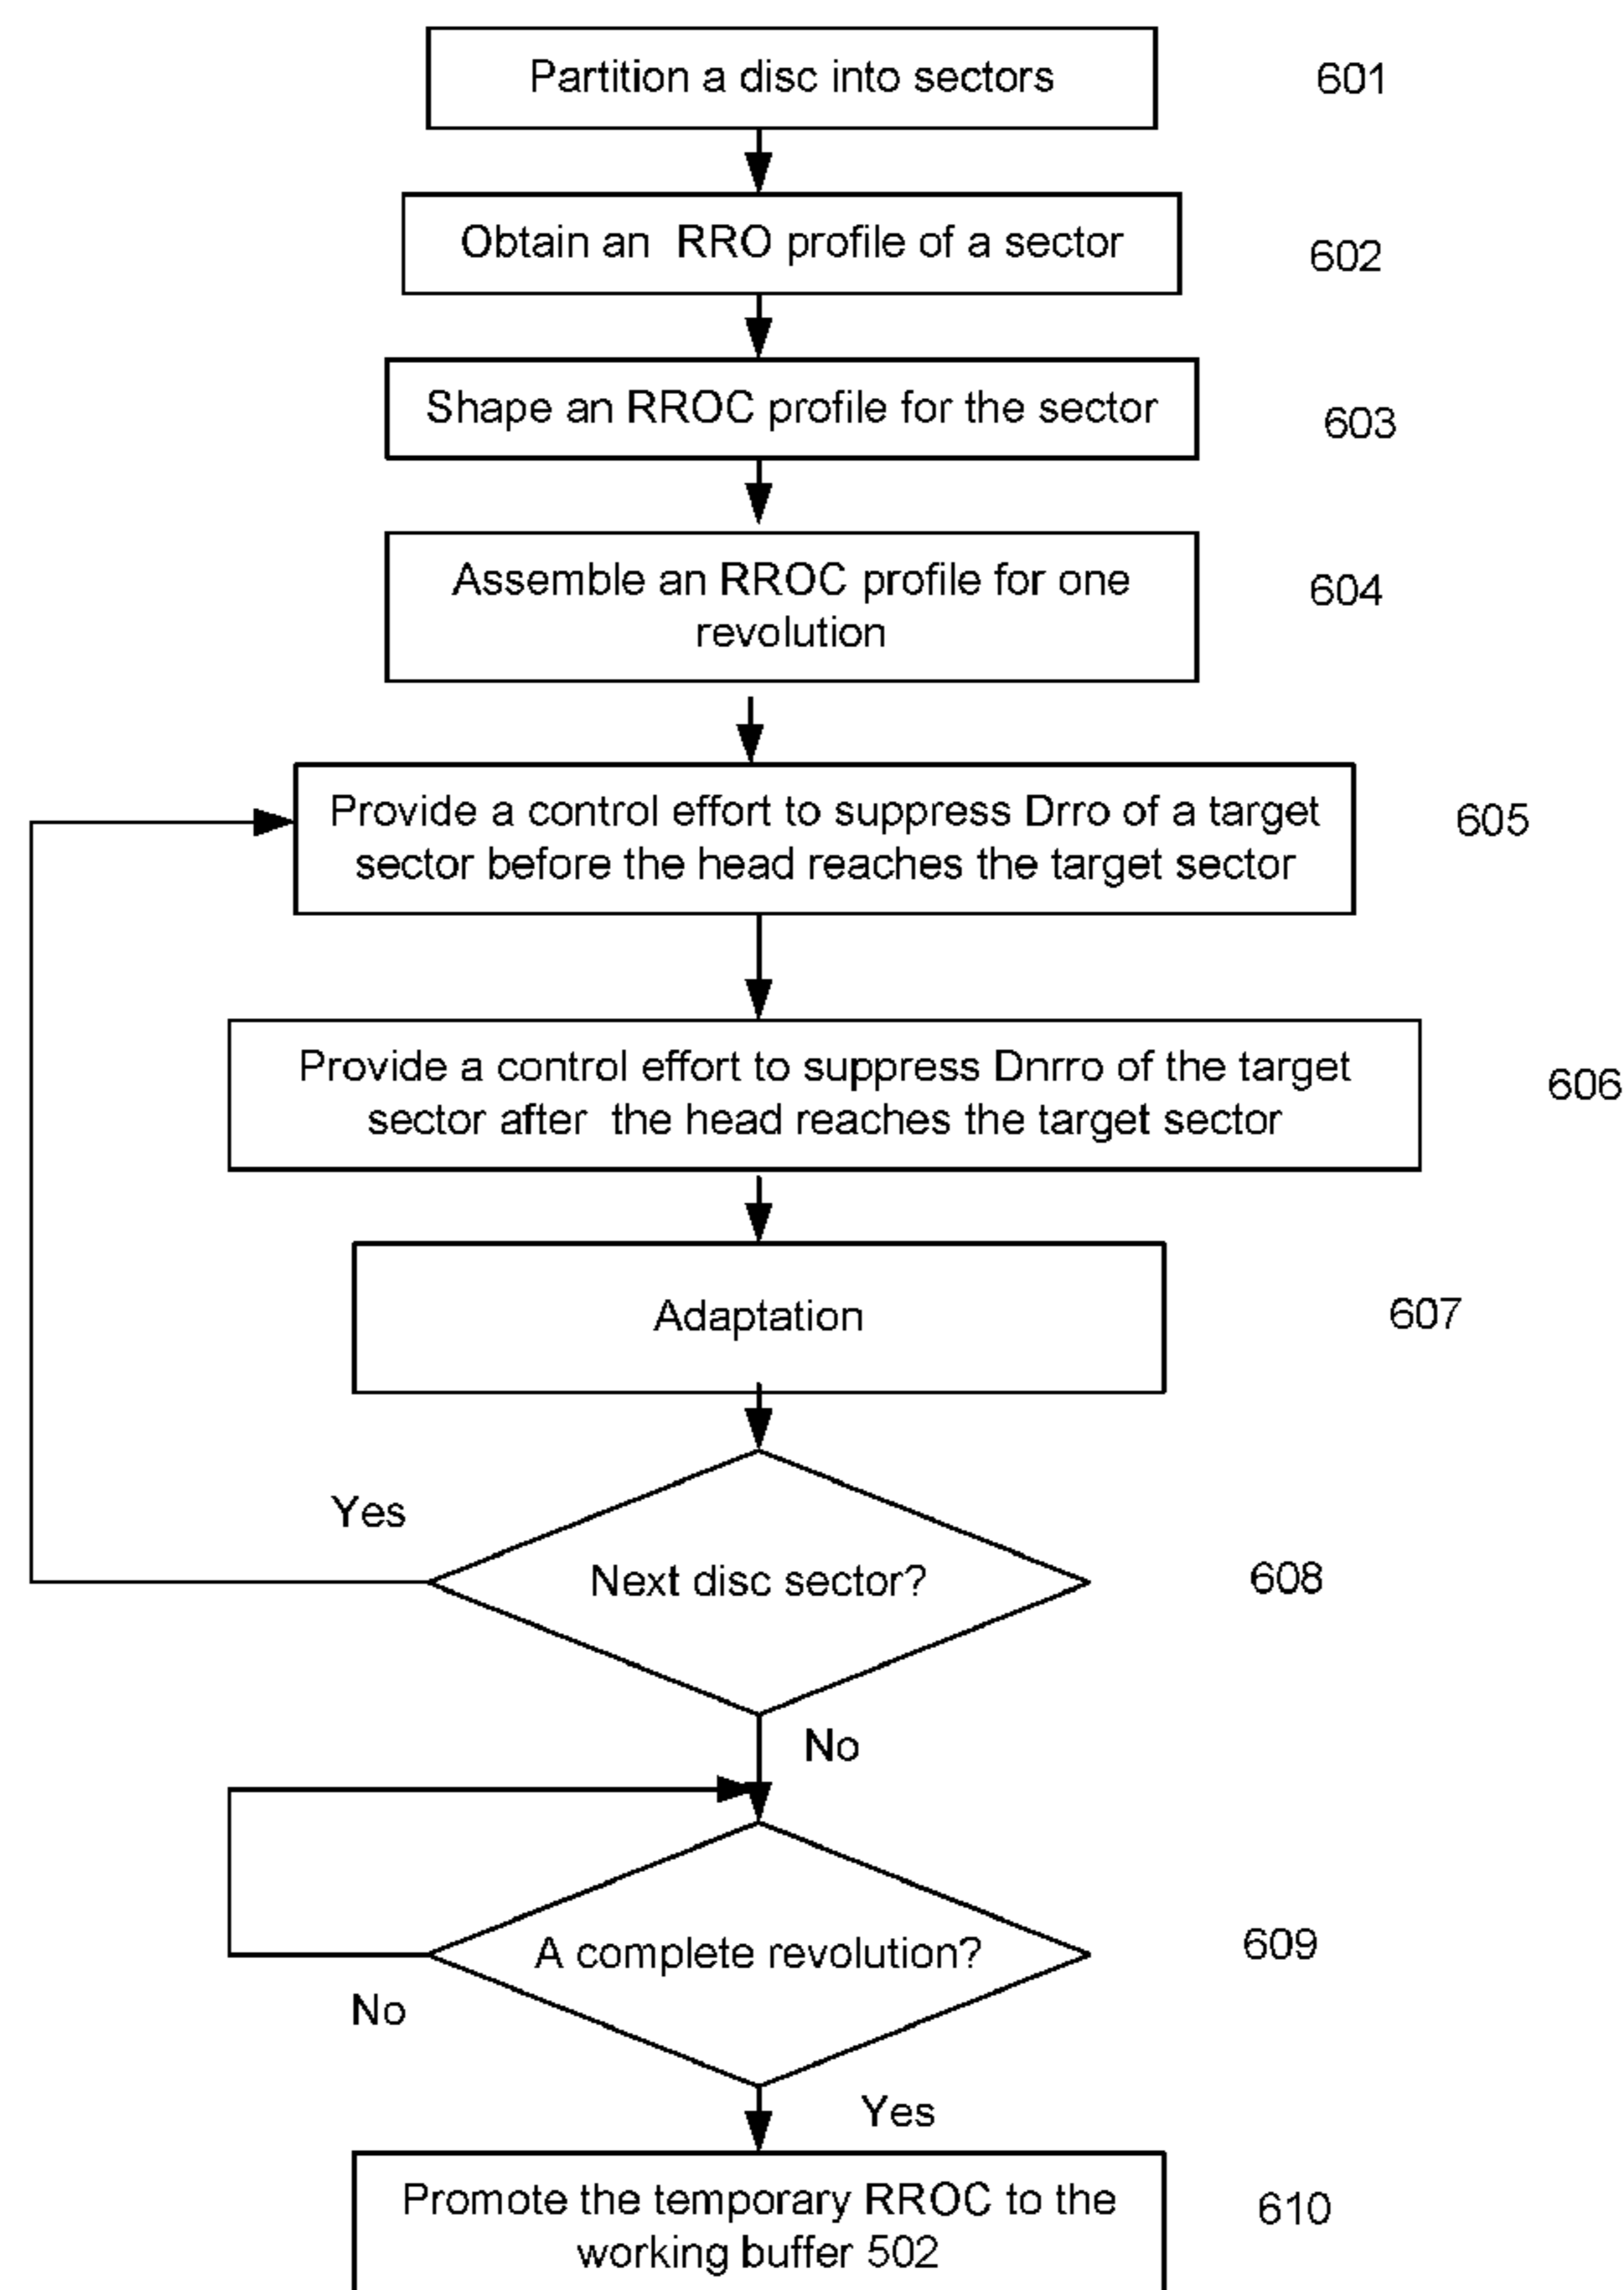 Partition a disc into sectors
601
Obtain an RRO profile of a sector
602
Shape an RROC profile for the sector
603
Assemble an RROC profile for one
revolution
604
Provide a control effort to suppress Drro of a target
sector before the head reaches the target sector
605
Provide a control effort to suppress Dnrro of the target
sector after the head reaches the target sector
606
Adaptation
607
Yes
Next disc sector?
608
No
A complete revolution?
609
No
Yes
Promote the temporary RROC to the
working buffer 502
610